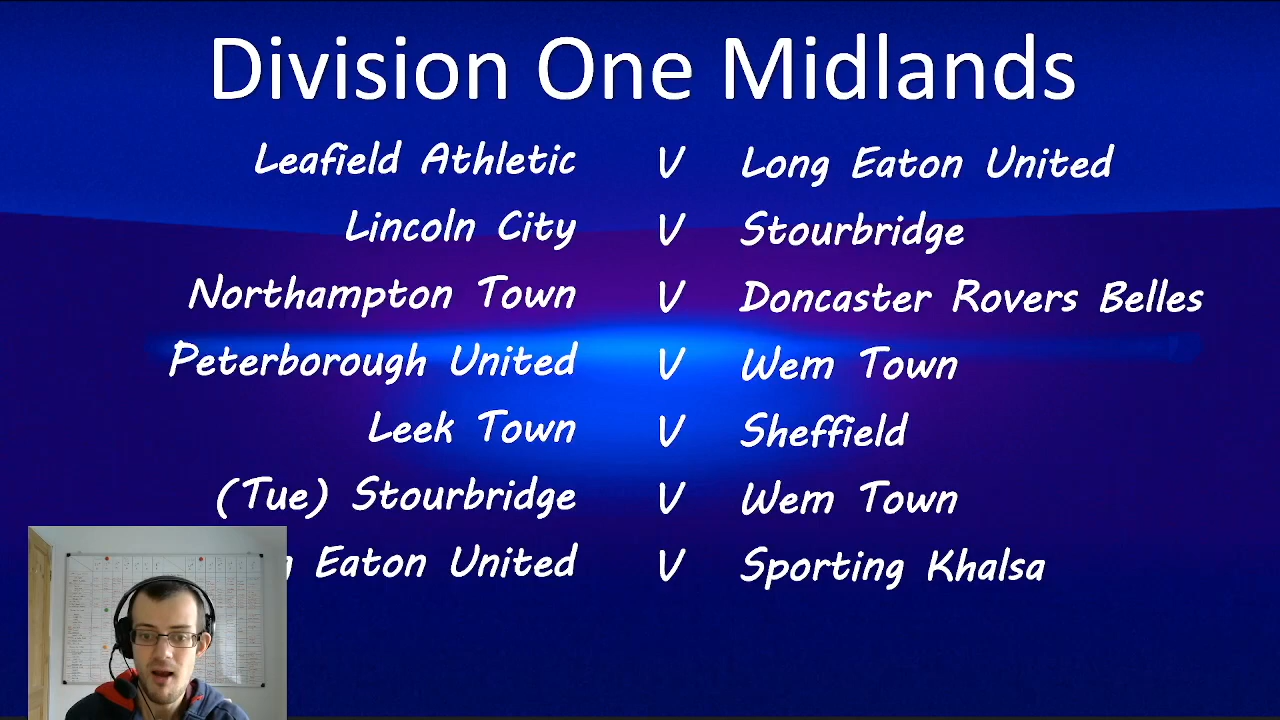 Division One Midlands
Leafield Athletic V Long Eaton United
Lincoln City V Stourbridge
Northampton Town V Doncaster Rovers Belles
Peterborough United V Wem Town
Leek Town V Sheffield
(Tue) Stourbridge V Wem Town
Eaton United V Sporting Khalsa